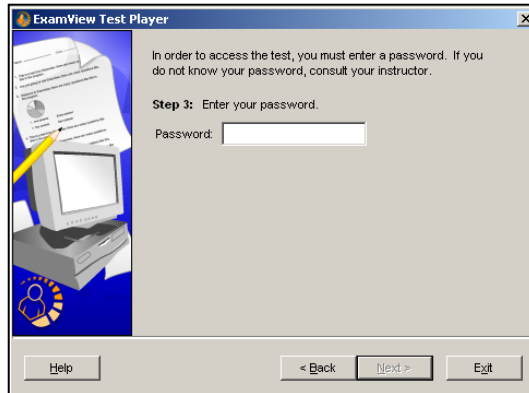 ExamView Test Player
In order to access the test, you must enter a password. If you
do not know your password, consult your instructor.
Step 3: Enter your password.
Password:
Help
< Back
Next >
Exit